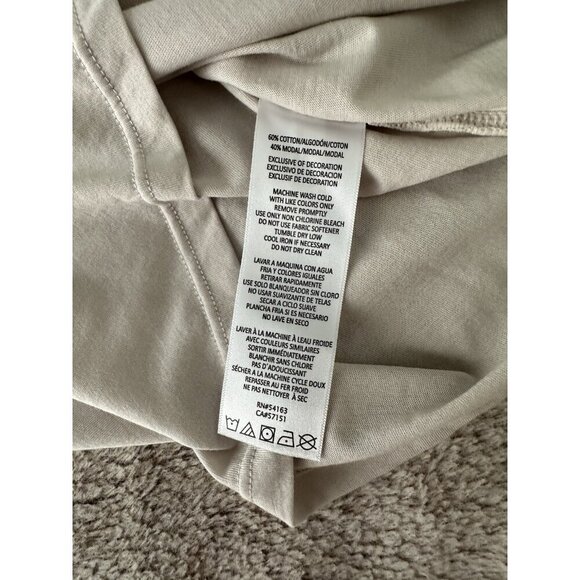 60% COTTON/ALGODÓN/COTON
40% MODAL/MODAL/MODAL
EXCLUSIVE OF DECORATION
EXCLUSIVO DE DECORACION
EXCLUSIF DE DECORATION
MACHINE WASH COLD
WITH LIKE COLORS ONLY
REMOVE PROMPTLY
USE ONLY NON CHLORINE BLEACH
DO NOT USE FABRIC SOFTENER
TUMBLE DRY LOW
COOL IRON IF NECESSARY
DO NOT DRY CLEAN
LAVAR A MAQUINA CON AGUA
FRIA Y COLORES IGUALES
RETIRAR RAPIDAMENTE
USE SOLO BLANQUEADOR SIN CLORO
NO USAR SUAVIZANTE DE TELAS
SECAR A CICLO SUAVE
PLANCHA FRIA SI ES NECESARIO
NO LAVE EN SECO
LAVER À LA MACHINE À LEAU FROIDE
AVEC COULEURS SIMILAIRES
SORTIR IMMÉDIATEMENT
BLANCHIR SANS CHLORE
PAS D'ADOUCISSANT
SÉCHER A LA MACHINE CYCLE DOUX
REPASSER AU FER FROID
NE PAS NETTOYER À SEC
RN#54163
CA#57151